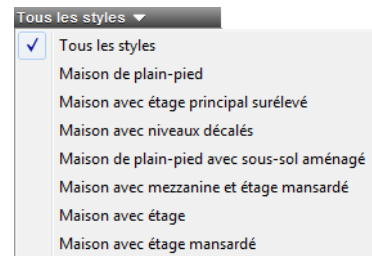 Tous les styles ▼
✓ Tous les styles
Maison de plain-pied
Maison avec étage principal surélevé
Maison avec niveaux décalés
Maison de plain-pied avec sous-sol aménagé
Maison avec mezzanine et étage mansardé
Maison avec étage
Maison avec étage mansardé